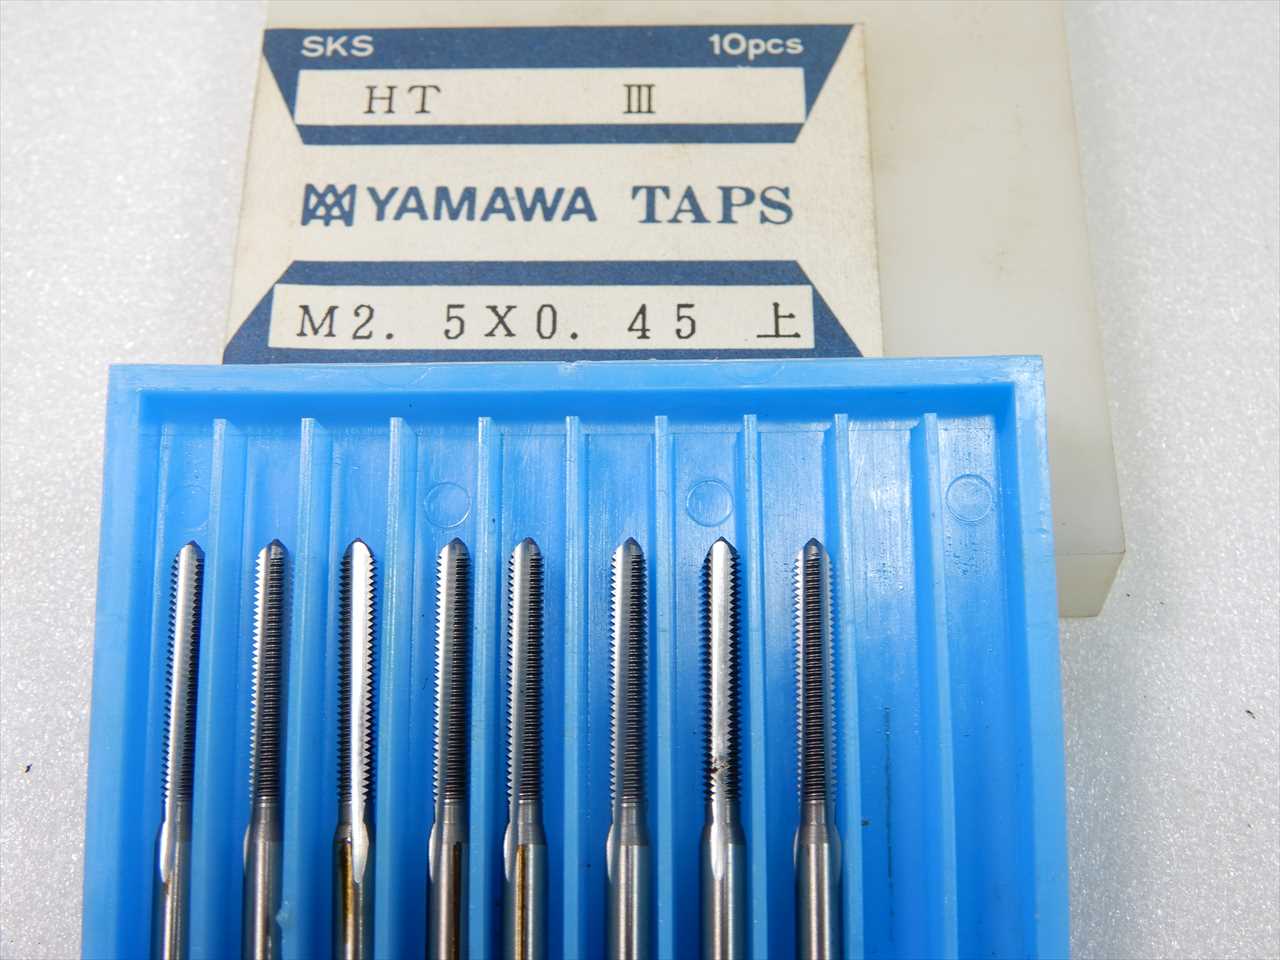 SKS 10pcs
HT III
YAMAWA TAPS
M2. 5X0. 45 上